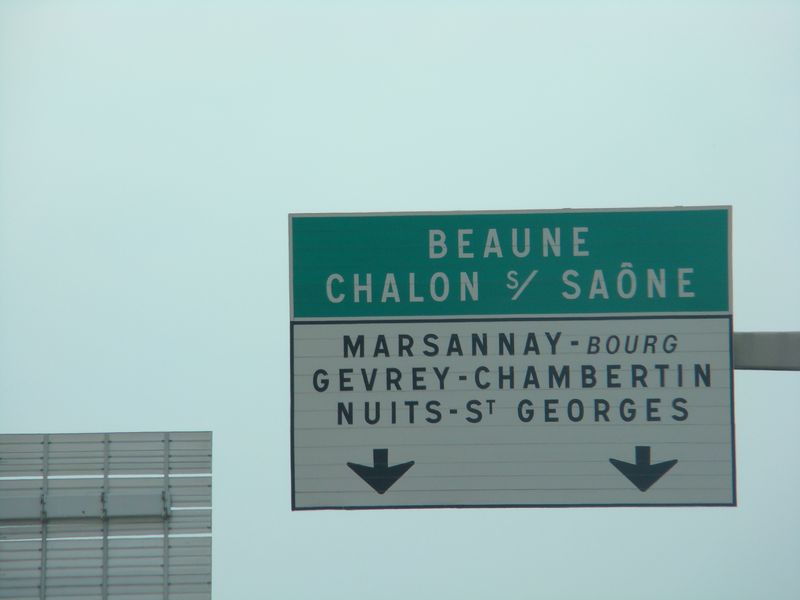 BEAUNE
CHALON S/ SAÔNE
MARSANNAY-BOURG
GEVREY-CHAMBERTIN
NUITS-ST GEORGES